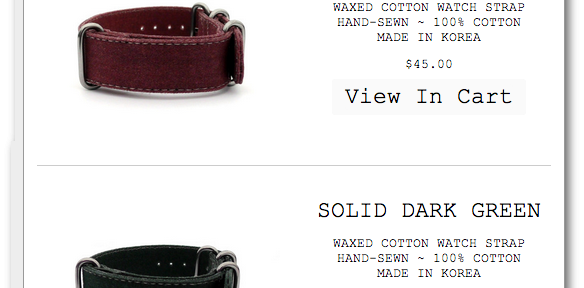 WAXED COTTON WATCH STRAP
HAND-SEWN ~ 100% COTTON
MADE IN KOREA
$45.00
View In Cart
SOLID DARK GREEN
WAXED COTTON WATCH STRAP
HAND-SEWN ~ 100% COTTON
MADE IN KOREA